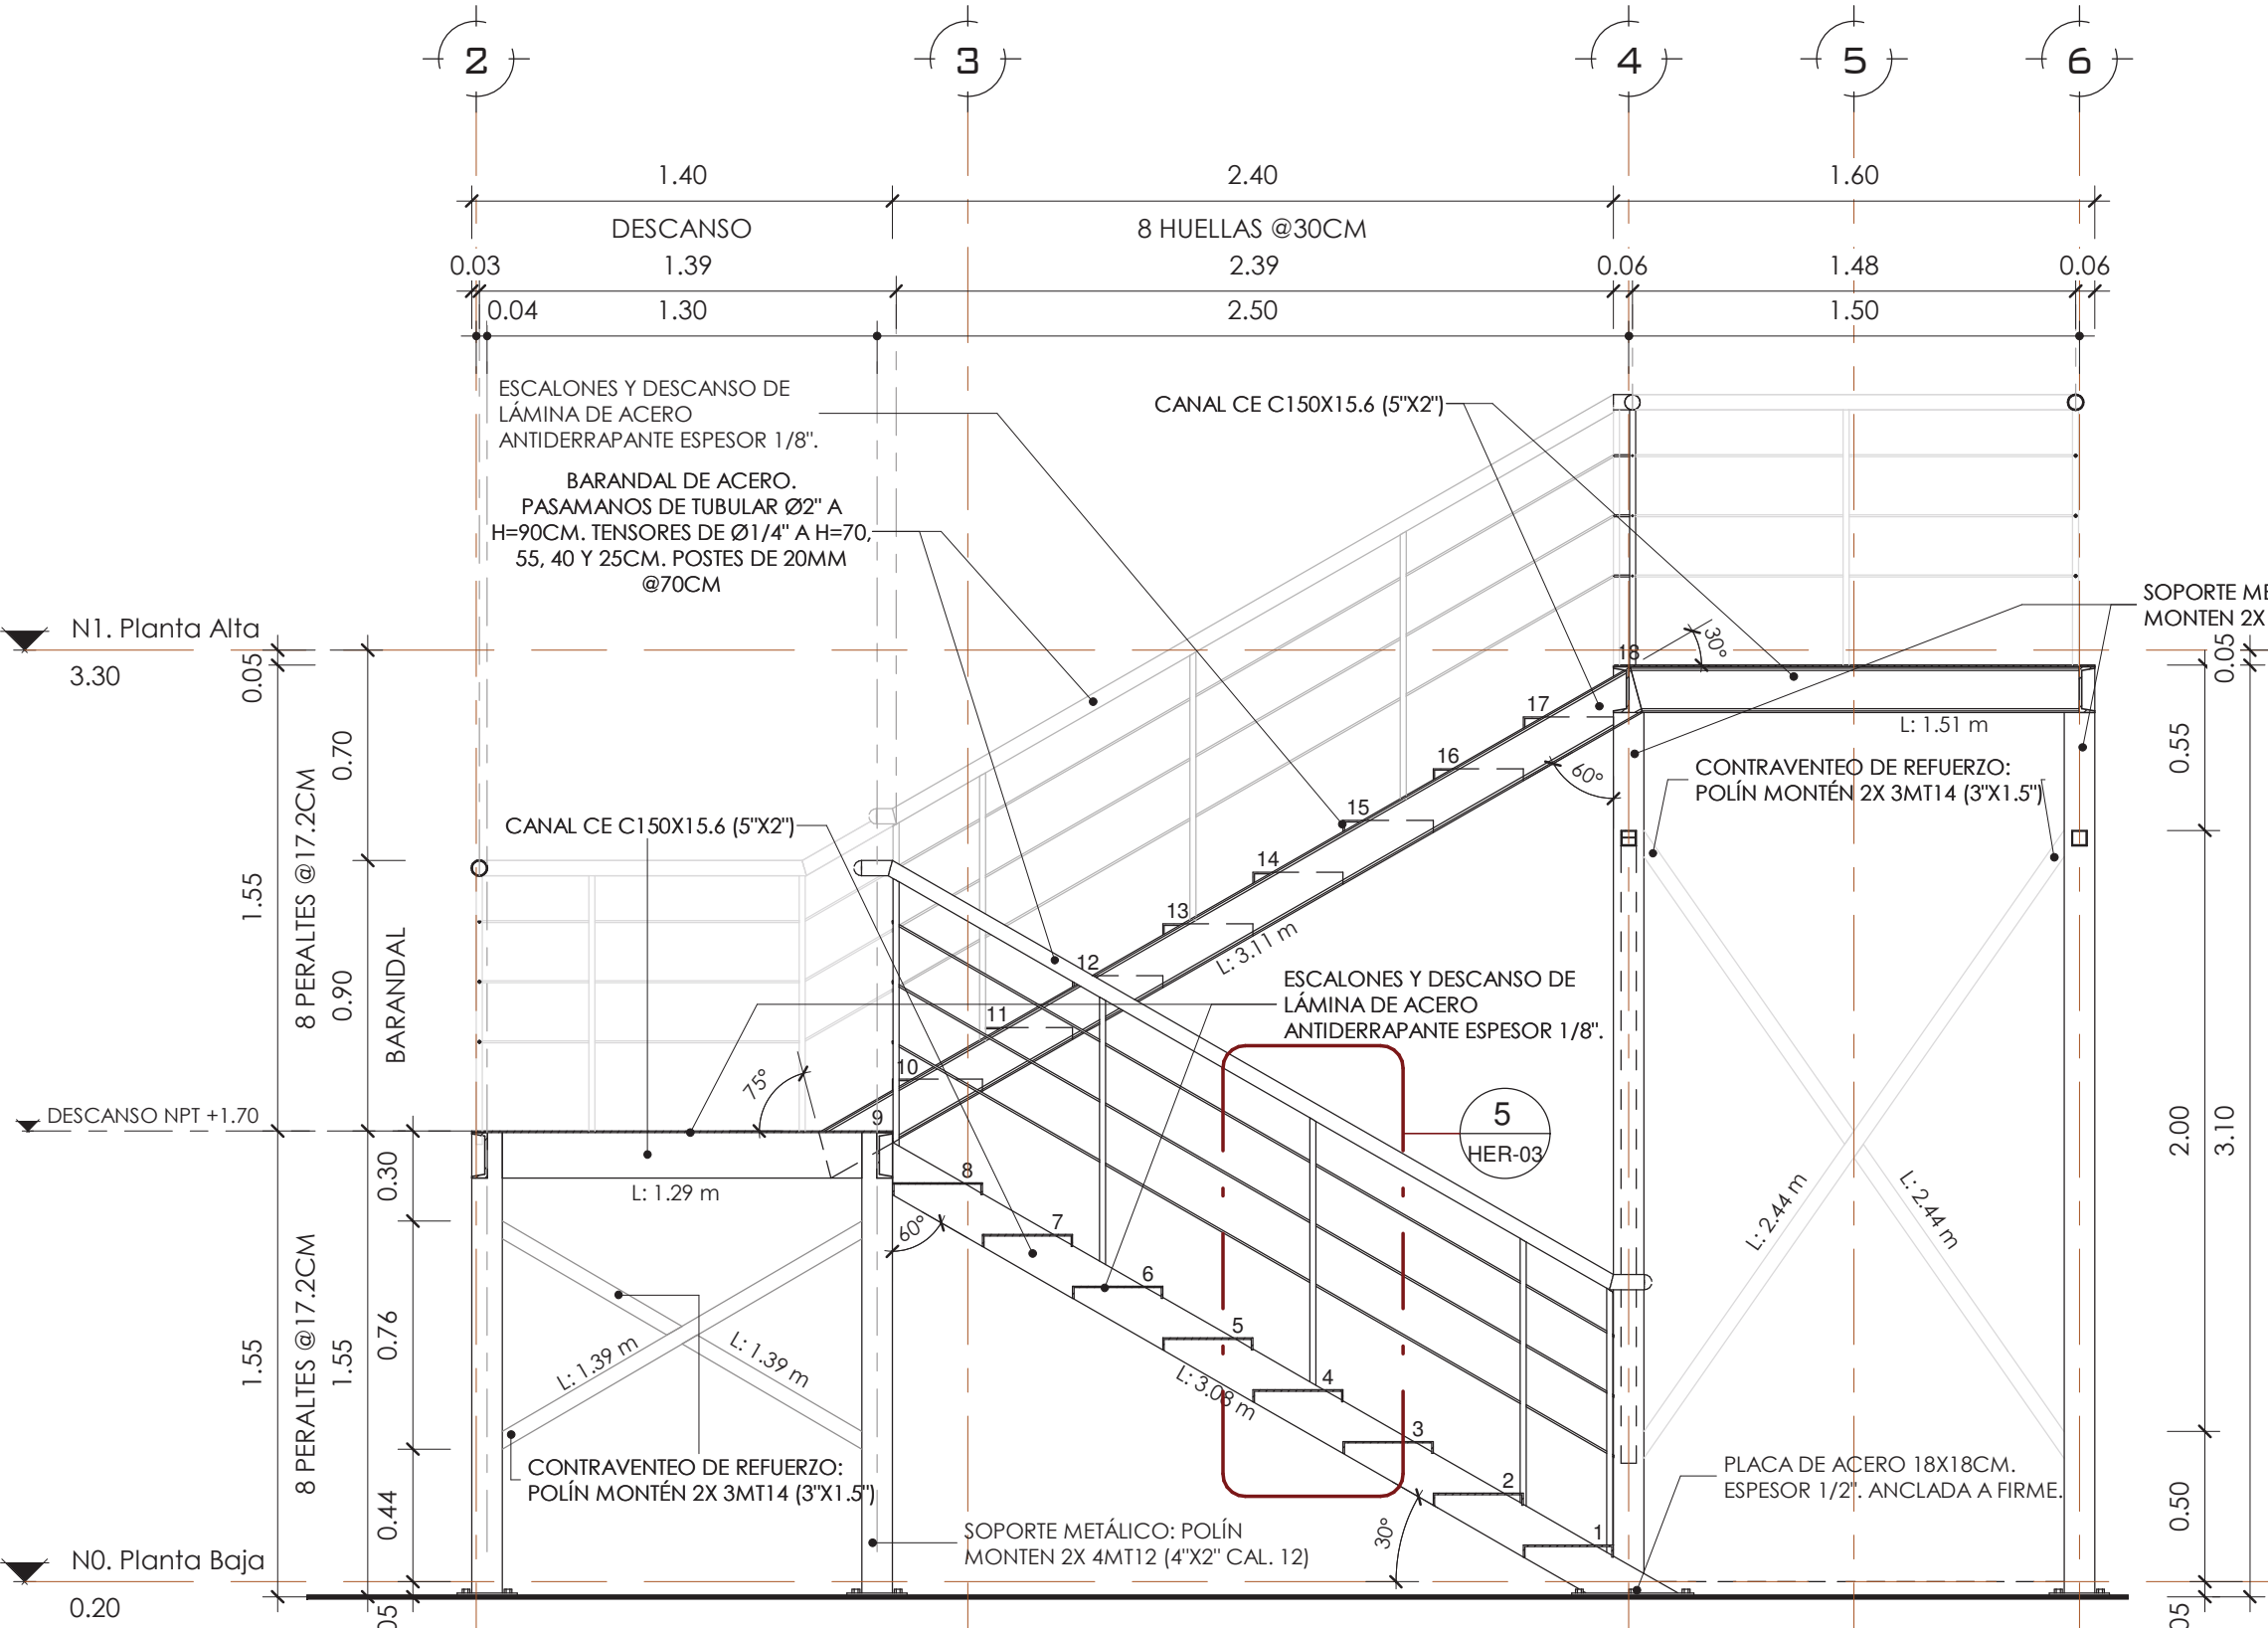 2 3 4 5 6
1.40 2.40 1.60
DESCANSO 8 HUELLAS @30CM
0.03 1.39 2.39 0.06 1.48 0.06
0.04 1.30 2.50 1.50
ESCALONES Y DESCANSO DE
LÁMINA DE ACERO
ANTIDERRAPANTE ESPESOR 1/8".
CANAL CE C150X15.6 (5"X2")
BARANDAL DE ACERO.
PASAMANOS DE TUBULAR Ø2" A
H=90CM. TENSORES DE Ø1/4" A H=70,
55, 40 Y 25CM. POSTES DE 20MM
@70CM
SOPORTE ME
MONTEN 2X
N1. Planta Alta
3.30
0.05
0.70
8 PERALTES @17.2CM
1.55
0.90
BARANDAL
18
30°
17
16
15
14
13
12
11
10
9
60°
L: 3.11 m
L: 1.51 m
0.05
0.55
2.00
3.10
0.50
05
CONTRAVENTEO DE REFUERZO:
POLÍN MONTÉN 2X 3MT14 (3"X1.5")
CANAL CE C150X15.6 (5"X2")
ESCALONES Y DESCANSO DE
LÁMINA DE ACERO
ANTIDERRAPANTE ESPESOR 1/8".
75°
DESCANSO NPT +1.70
5
HER-03
L: 1.29 m
60°
8
7
6
5
4
3
2
1
L: 3.08 m
30°
L: 2.44 m
L: 2.44 m
0.30
0.76
0.44
05
1.55
8 PERALTES @17.2CM
1.55
L: 1.39 m
L: 1.39 m
CONTRAVENTEO DE REFUERZO:
POLÍN MONTÉN 2X 3MT14 (3"X1.5")
PLACA DE ACERO 18X18CM.
ESPESOR 1/2". ANCLADA A FIRME.
SOPORTE METÁLICO: POLÍN
MONTEN 2X 4MT12 (4"X2" CAL. 12)
N0. Planta Baja
0.20